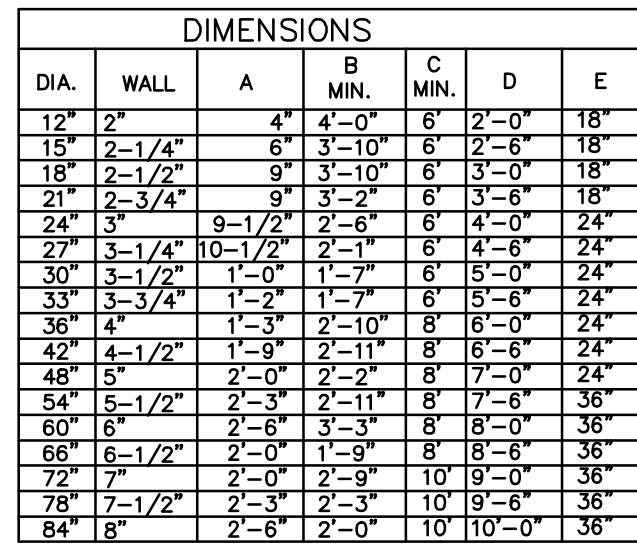 DIMENSIONS
DIA. WALL A B MIN. C MIN. D E
12" 2" 4" 4'-0" 6' 2'-0" 18"
15" 2-1/4" 6" 3'-10" 6' 2'-6" 18"
18" 2-1/2" 9" 3'-10" 6' 3'-0" 18"
21" 2-3/4" 9" 3'-2" 6' 3'-6" 18"
24" 3" 9-1/2" 2'-6" 6' 4'-0" 24"
27" 3-1/4" 10-1/2" 2'-1" 6' 4'-6" 24"
30" 3-1/2" 1'-0" 1'-7" 6' 5'-0" 24"
33" 3-3/4" 1'-2" 1'-7" 6' 5'-6" 24"
36" 4" 1'-3" 2'-10" 8' 6'-0" 24"
42" 4-1/2" 1'-9" 2'-11" 8' 6'-6" 24"
48" 5" 2'-0" 2'-2" 8' 7'-0" 24"
54" 5-1/2" 2'-3" 2'-11" 8' 7'-6" 36"
60" 6" 2'-6" 3'-3" 8' 8'-0" 36"
66" 6-1/2" 2'-0" 1'-9" 8' 8'-6" 36"
72" 7" 2'-0" 2'-9" 10' 9'-0" 36"
78" 7-1/2" 2'-3" 2'-3" 10' 9'-6" 36"
84" 8" 2'-6" 2'-0" 10' 10'-0" 36"